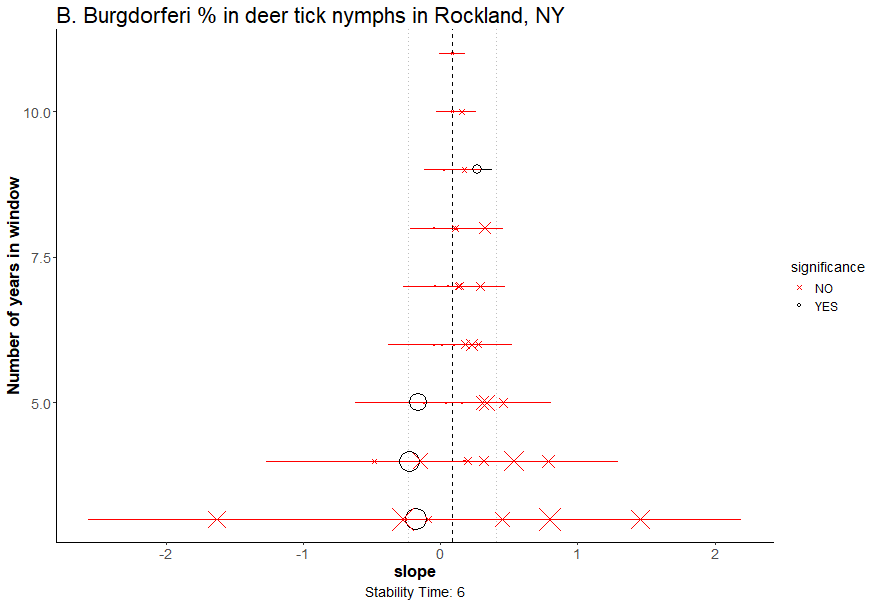 B. Burgdorferi % in deer tick nymphs in Rockland, NY
10.0
7.5
5.0
Number of years in window
-2
-1
0
1
2
slope
Stability Time: 6
significance
NO
YES